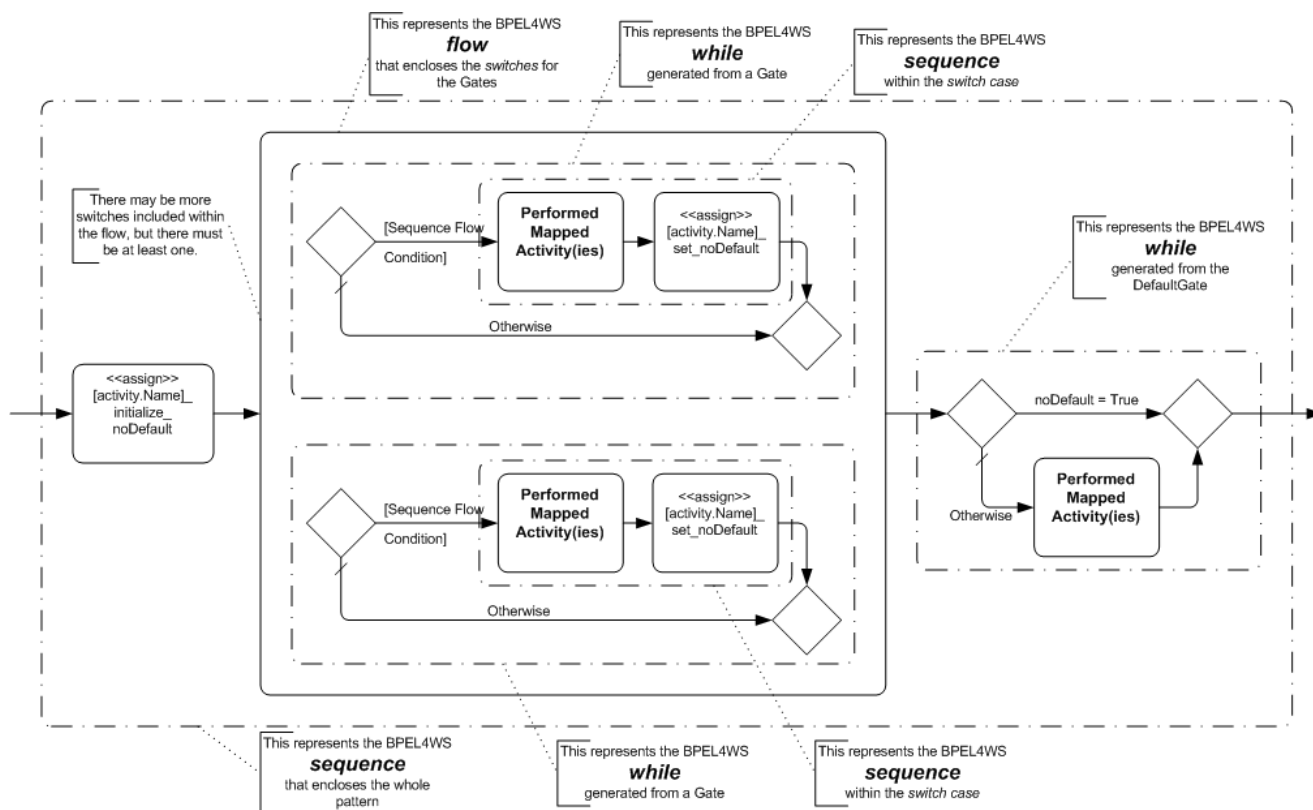 This represents the BPEL4WS
flow
that encloses the switches for
the Gates
This represents the BPEL4WS
while
generated from a Gate
This represents the BPEL4WS
sequence
within the switch case
There may be more
switches included within
the flow, but there must
be at least one.
[Sequence Flow
Condition]
Performed
Mapped
Activity(ies)
<<assign>>
[activity.Name]_
set_noDefault
Otherwise
This represents the BPEL4WS
while
generated from the
DefaultGate
<<assign>>
[activity.Name]_
initialize_
noDefault
noDefault = True
Otherwise
Performed
Mapped
Activity(ies)
[Sequence Flow
Condition]
Performed
Mapped
Activity(ies)
<<assign>>
[activity.Name]_
set_noDefault
Otherwise
This represents the BPEL4WS
sequence
that encloses the whole
pattern
This represents the BPEL4WS
while
generated from a Gate
This represents the BPEL4WS
sequence
within the switch case